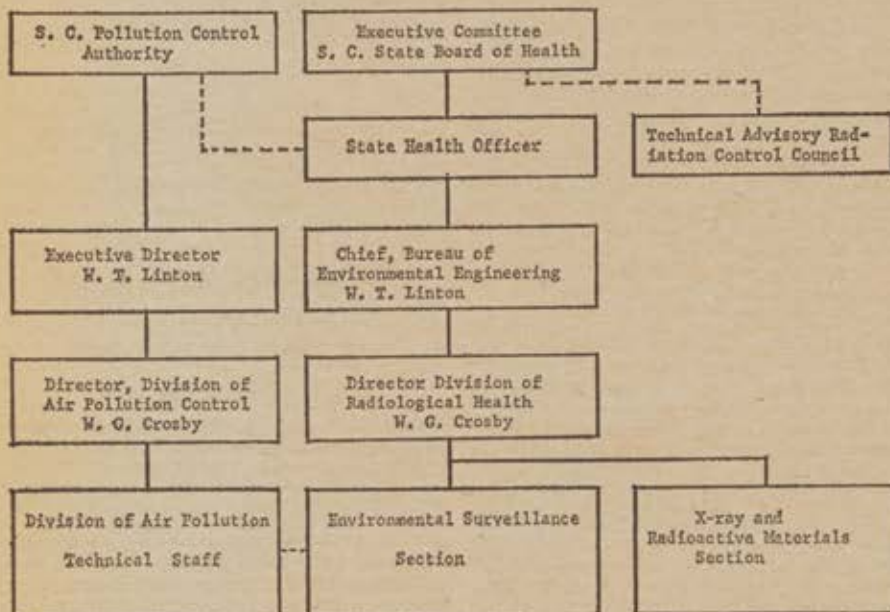 S. C. Pollution Control
Authority
Executive Committee
S. C. State Board of Health
State Health Officer
Technical Advisory Rad-
iation Control Council
Executive Director
W. T. Linton
Chief, Bureau of
Environmental Engineering
W. T. Linton
Director, Division of
Air Pollution Control
W. G. Crosby
Director Division of
Radiological Health
W. G. Crosby
Division of Air Pollution
Technical Staff
Environmental Surveillance
Section
X-ray and
Radioactive Materials
Section